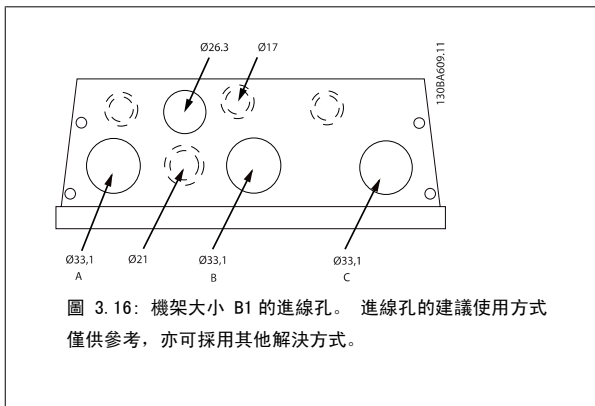 Ø26.3
Ø17
130BA609.11
Ø33,1
Ø21
Ø33,1
Ø33,1
A
B
C
圖 3.16: 機架大小 B1 的進線孔。 進線孔的建議使用方式
僅供參考，亦可採用其他解決方式。